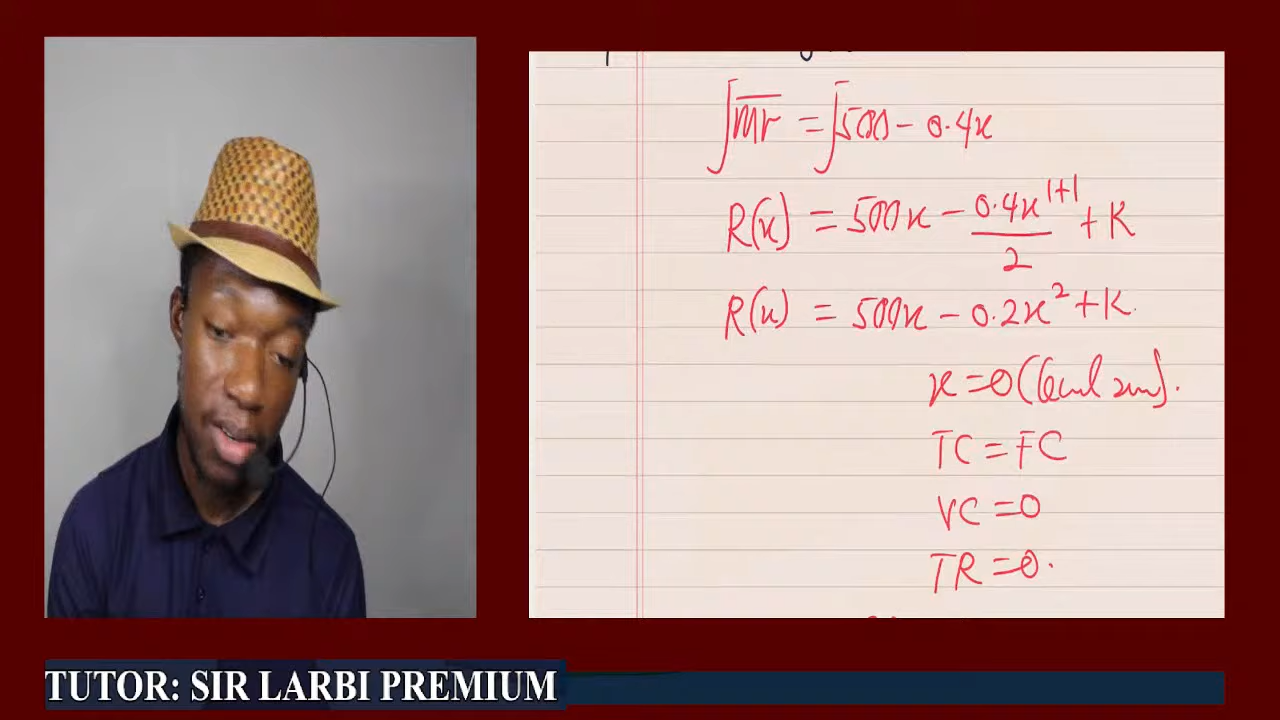 ∫Mr = ∫500 - 0.4x
R(x) = 500x - 0.4x^1+1 / 2 + K
R(x) = 500x - 0.2x² + K.
x = 0
TC = FC
VC = 0
TR = 0.
TUTOR: SIR LARBI PREMIUM